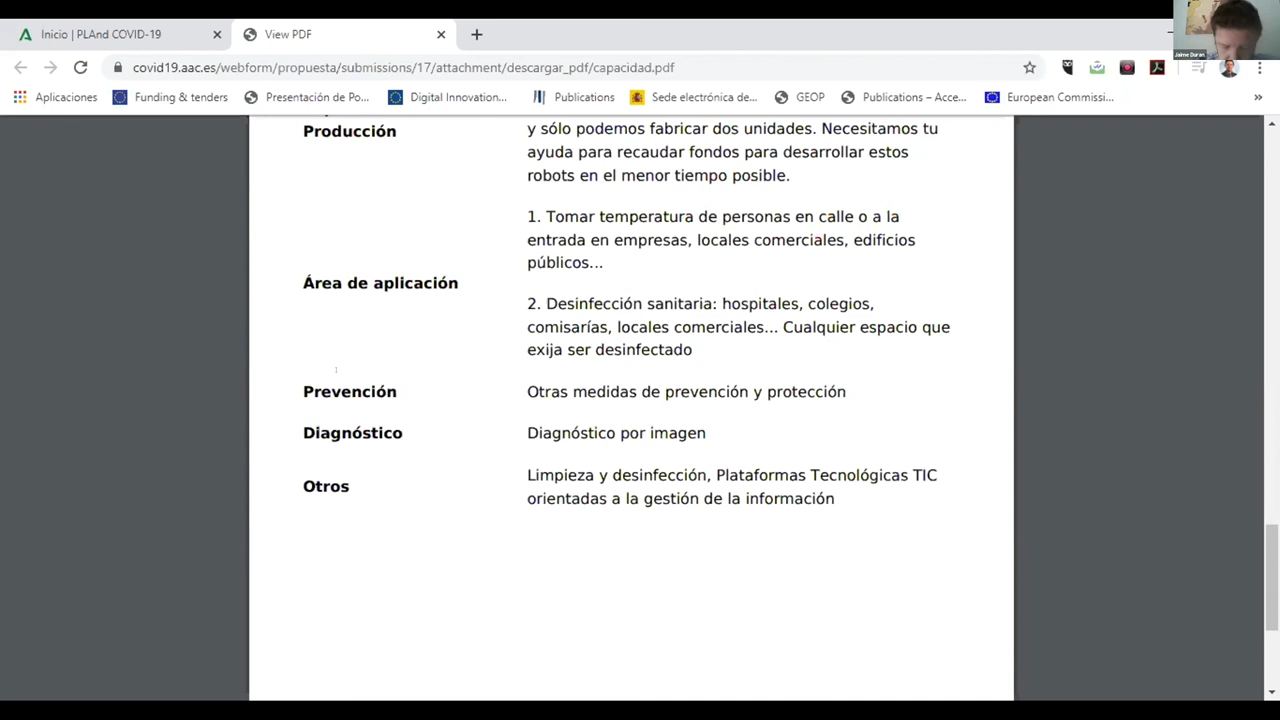 Inicio | PLAnd COVID-19
View PDF
covid19.aac.es/webform/propuesta/submissions/17/attachm descargar_pdf/capacidad.pdf
Jaime Duran
Aplicaciones
Funding & tenders
Presentación de Po...
Digital Innovation...
Publications
Sede electrónica de...
GEOP
Publications – Acce...
European Commissi...
Producción
y sólo podemos fabricar dos unidades. Necesitamos tu
ayuda para recaudar fondos para desarrollar estos
robots en el menor tiempo posible.
Área de aplicación
1. Tomar temperatura de personas en calle o a la
entrada en empresas, locales comerciales, edificios
públicos...
2. Desinfección sanitaria: hospitales, colegios,
comisarías, locales comerciales... Cualquier espacio que
exija ser desinfectado
Prevención
Otras medidas de prevención y protección
Diagnóstico
Diagnóstico por imagen
Otros
Limpieza y desinfección, Plataformas Tecnológicas TIC
orientadas a la gestión de la información